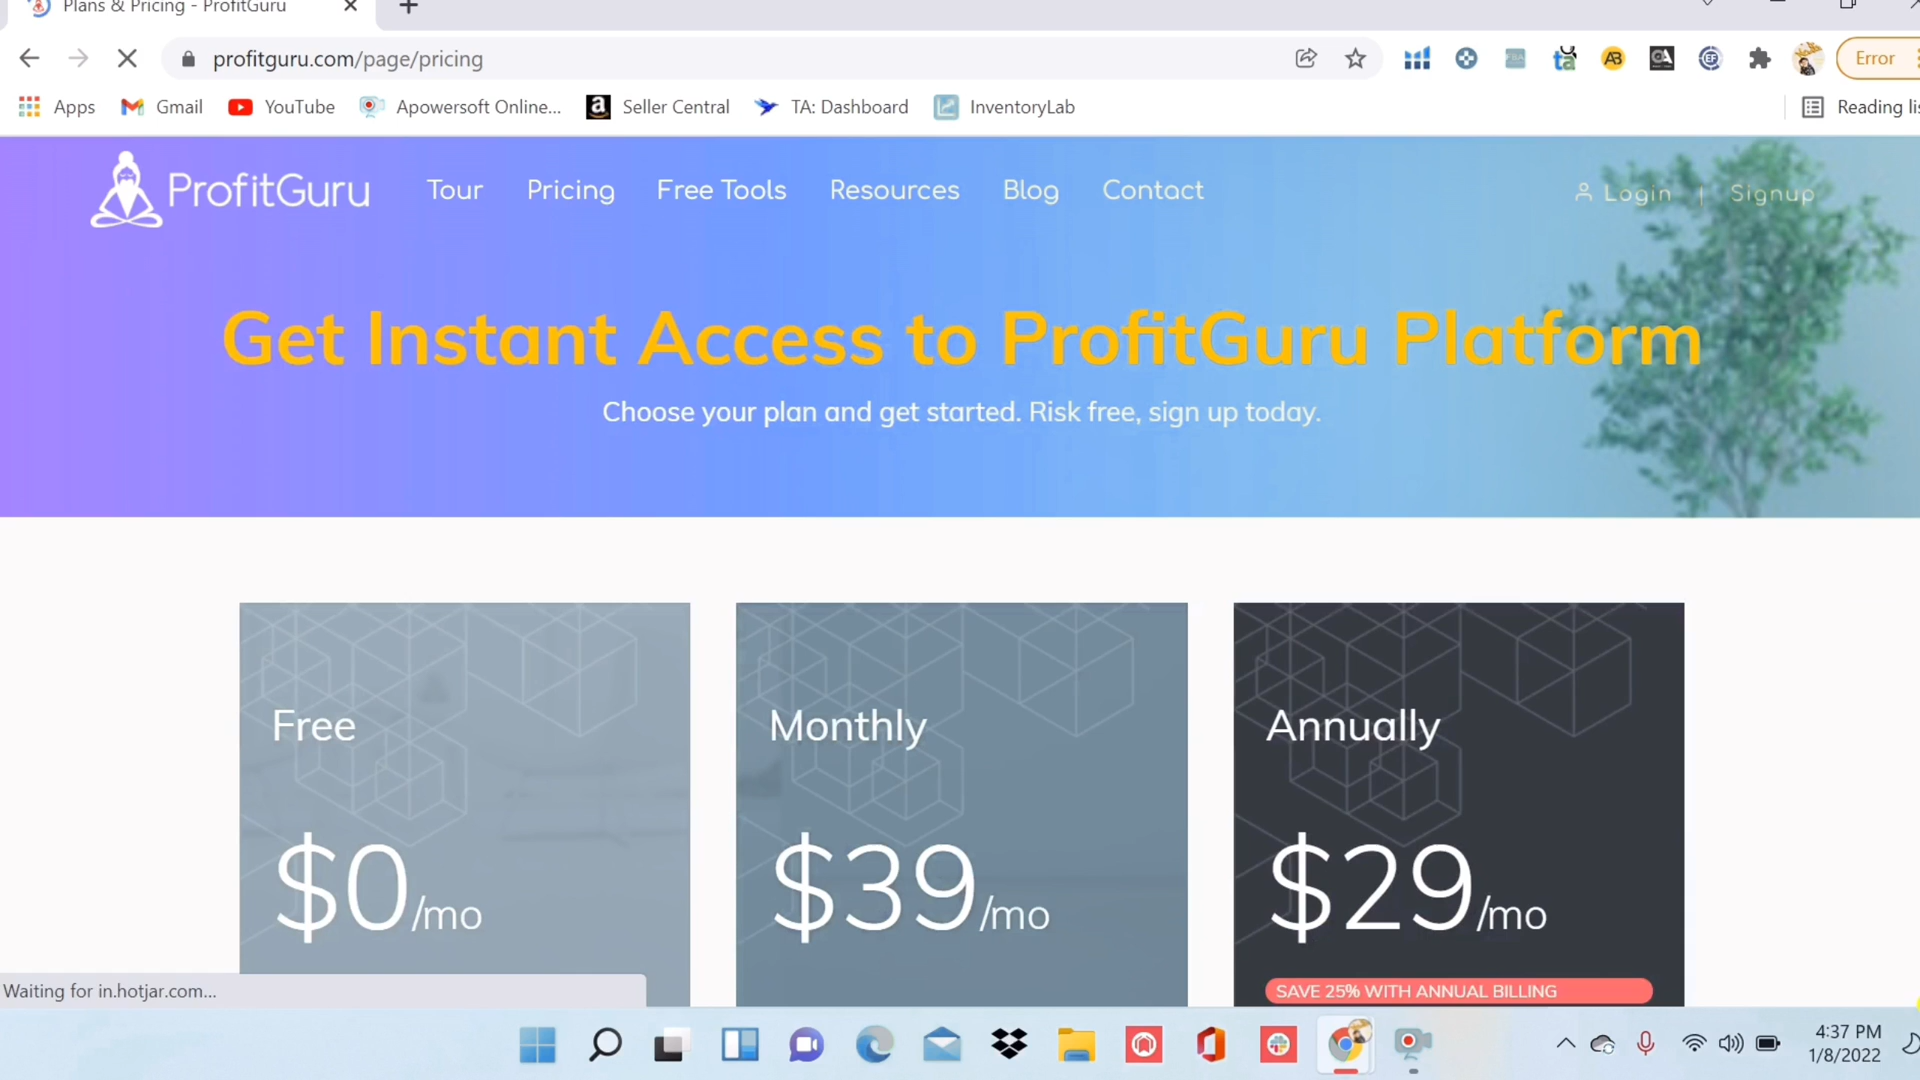 Plans & Pricing - ProfitGuru
profitguru.com/page/pricing
Error
Apps
Gmail
YouTube
Apowersoft Online...
Seller Central
TA: Dashboard
InventoryLab
Reading lis
ProfitGuru
Tour
Pricing
Free Tools
Resources
Blog
Contact
Login | Signup
Get Instant Access to ProfitGuru Platform
Choose your plan and get started. Risk free, sign up today.
Free
Monthly
Annually
$0/mo
$39/mo
$29/mo
SAVE 25% WITH ANNUAL BILLING
Waiting for in.hotjar.com...
4:37 PM
1/8/2022